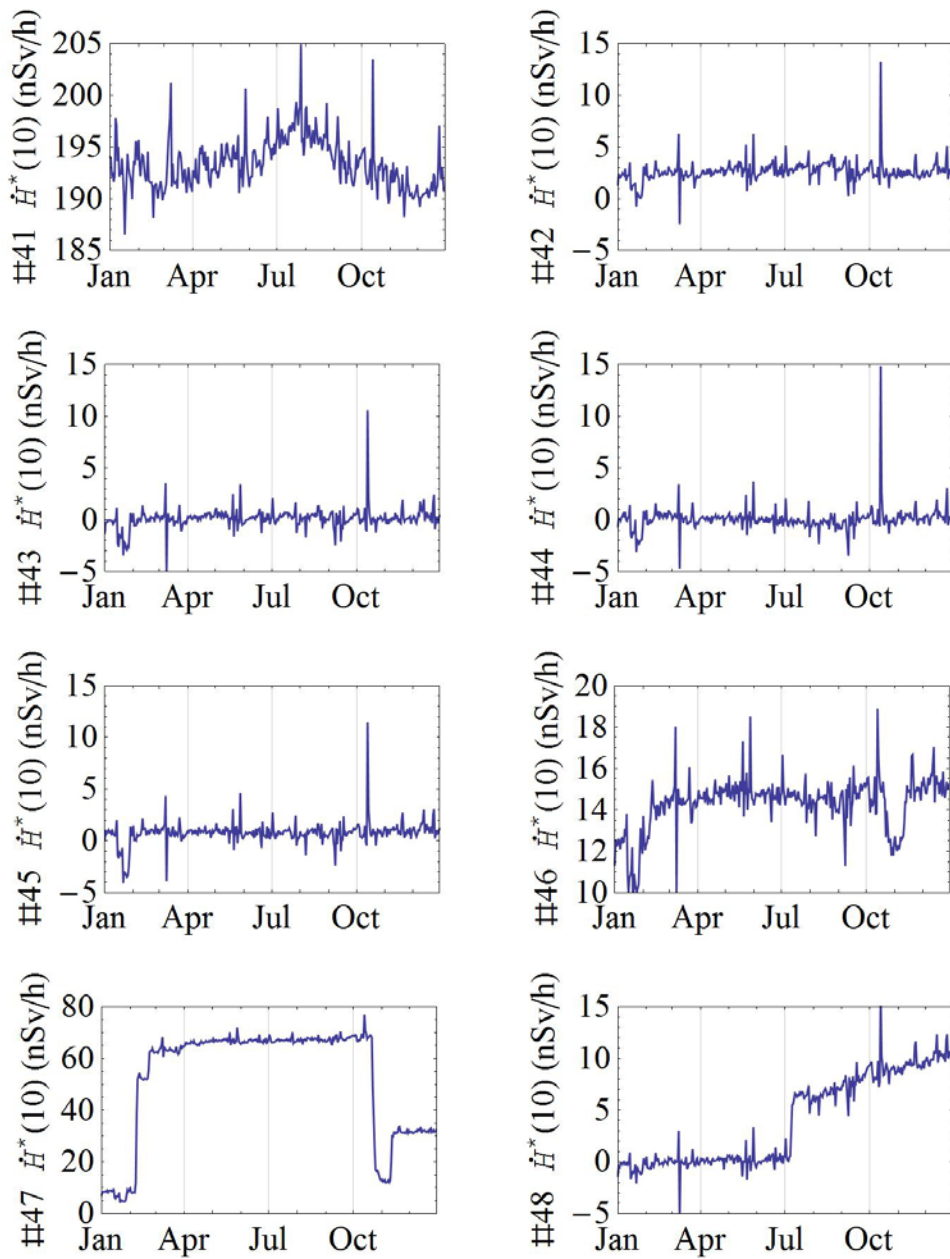 #41 Ḣ*(10) (nSv/h)
205
200
195
190
185
Jan Apr Jul Oct
#42 Ḣ*(10) (nSv/h)
15
10
5
0
−5
Jan Apr Jul Oct
#43 Ḣ*(10) (nSv/h)
15
10
5
0
−5
Jan Apr Jul Oct
#44 Ḣ*(10) (nSv/h)
15
10
5
0
−5
Jan Apr Jul Oct
#45 Ḣ*(10) (nSv/h)
15
10
5
0
−5
Jan Apr Jul Oct
#46 Ḣ*(10) (nSv/h)
20
18
16
14
12
10
Jan Apr Jul Oct
#47 Ḣ*(10) (nSv/h)
80
60
40
20
0
Jan Apr Jul Oct
#48 Ḣ*(10) (nSv/h)
15
10
5
0
−5
Jan Apr Jul Oct